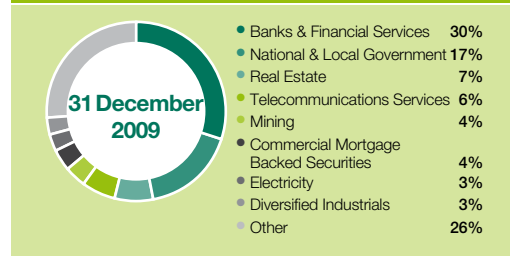 31 December
2009
Banks & Financial Services 30%
National & Local Government 17%
Real Estate 7%
Telecommunications Services 6%
Mining 4%
Commercial Mortgage
Backed Securities 4%
Electricity 3%
Diversified Industrials 3%
Other 26%